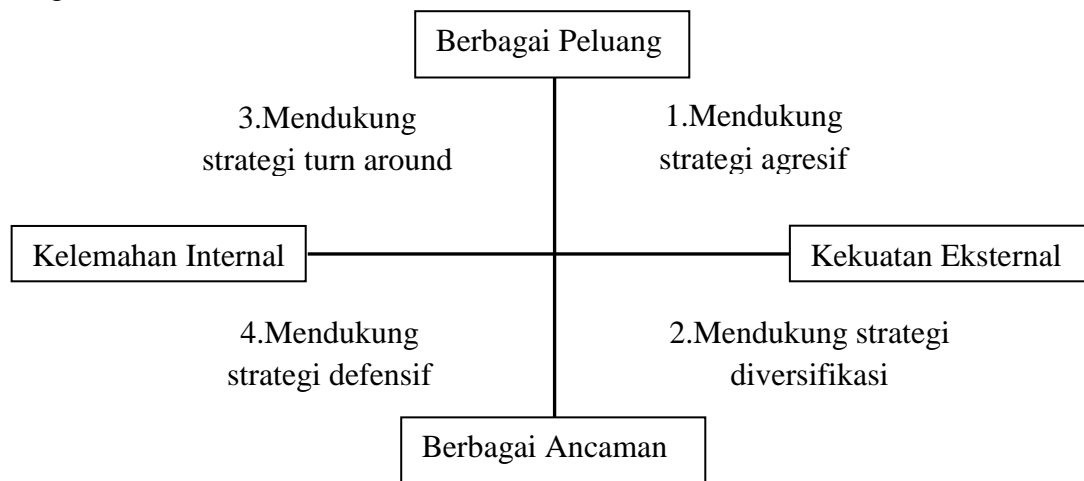 Berbagai Peluang
3.Mendukung
strategi turn around
1.Mendukung
strategi agresif
Kelemahan Internal
Kekuatan Eksternal
4.Mendukung
strategi defensif
2.Mendukung strategi
diversifikasi
Berbagai Ancaman